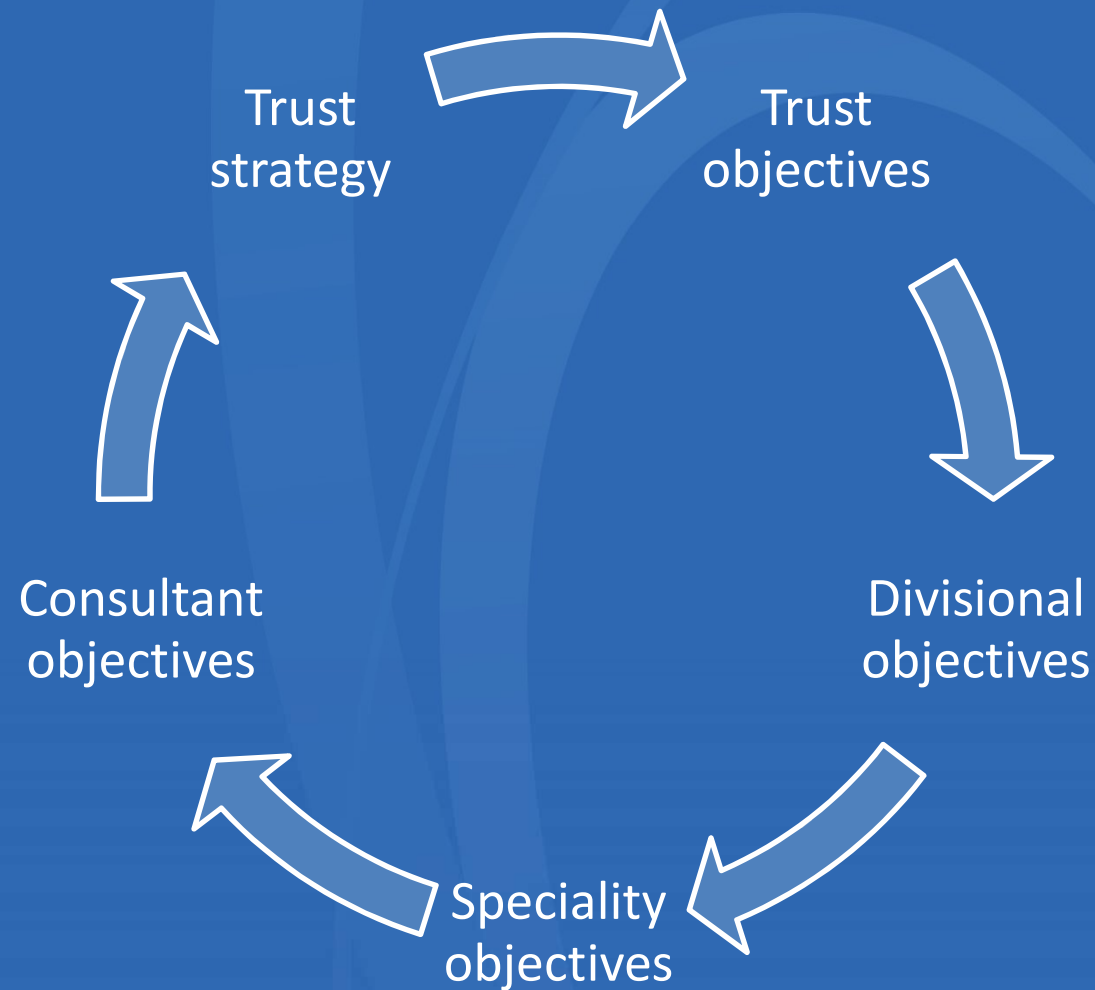 Trust
strategy
Trust
objectives
Divisional
objectives
Speciality
objectives
Consultant
objectives